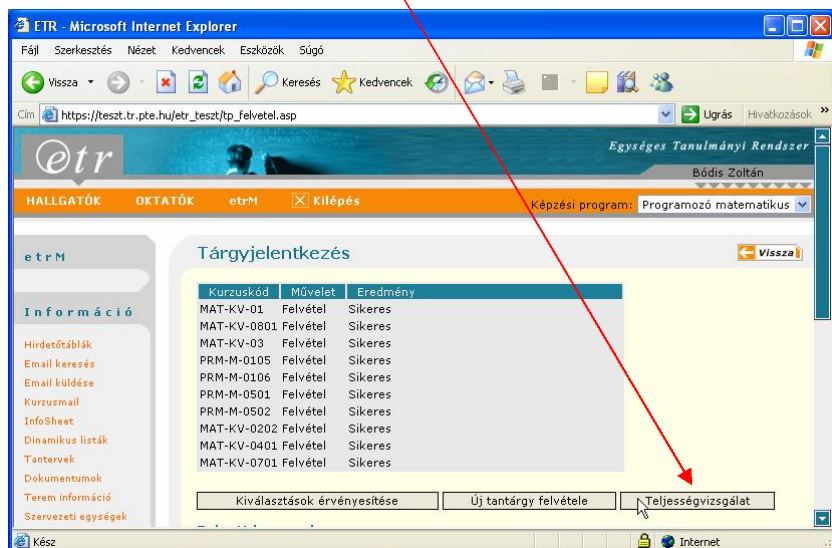 ETR - Microsoft Internet Explorer
Fájl Szerkesztés Nézet Kedvencek Eszközök Súgó
Vissza Keresés Kedvencek
Cím https://teszt.tr.pte.hu/etr_teszt/tp_felvetel.asp Ugrás Hivatkozások »
etr
Egységes Tanulmányi Rendszer
Bódis Zoltán
HALLGATÓK OKTATÓK etrM Kilépés Képzési program: Programozó matematikus
etrM
Tárgyjelentkezés
Vissza
Információ
Hirdetőtáblák
Email keresés
Email küldése
Kurzusmail
InfoSheet
Dinamikus listák
Tantervek
Dokumentumok
Terem információ
Szervezeti egységek
Kurzuskód Művelet Eredmény
MAT-KV-01 Felvétel Sikeres
MAT-KV-0801 Felvétel Sikeres
MAT-KV-03 Felvétel Sikeres
PRM-M-0105 Felvétel Sikeres
PRM-M-0106 Felvétel Sikeres
PRM-M-0501 Felvétel Sikeres
PRM-M-0502 Felvétel Sikeres
MAT-KV-0202 Felvétel Sikeres
MAT-KV-0401 Felvétel Sikeres
MAT-KV-0701 Felvétel Sikeres
Kiválasztások érvényesítése Új tantárgy felvétele Teljességvizsgálat
Kész Internet